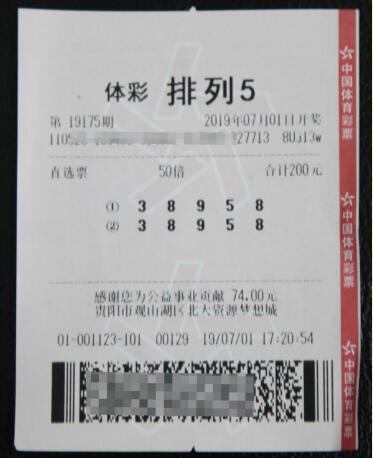 体彩 排列5
第 19175期 2019年07月01日开奖
直选票 50倍 合计200元
① 3 8 9 5 8
② 3 8 9 5 8
感谢您为公益事业贡献 74.00元
贵阳市观山湖区北大资源梦想城
01-001123-101 00129 19/07/01 17:20:54
中国体育彩票
中国体育彩票
中国体育彩票